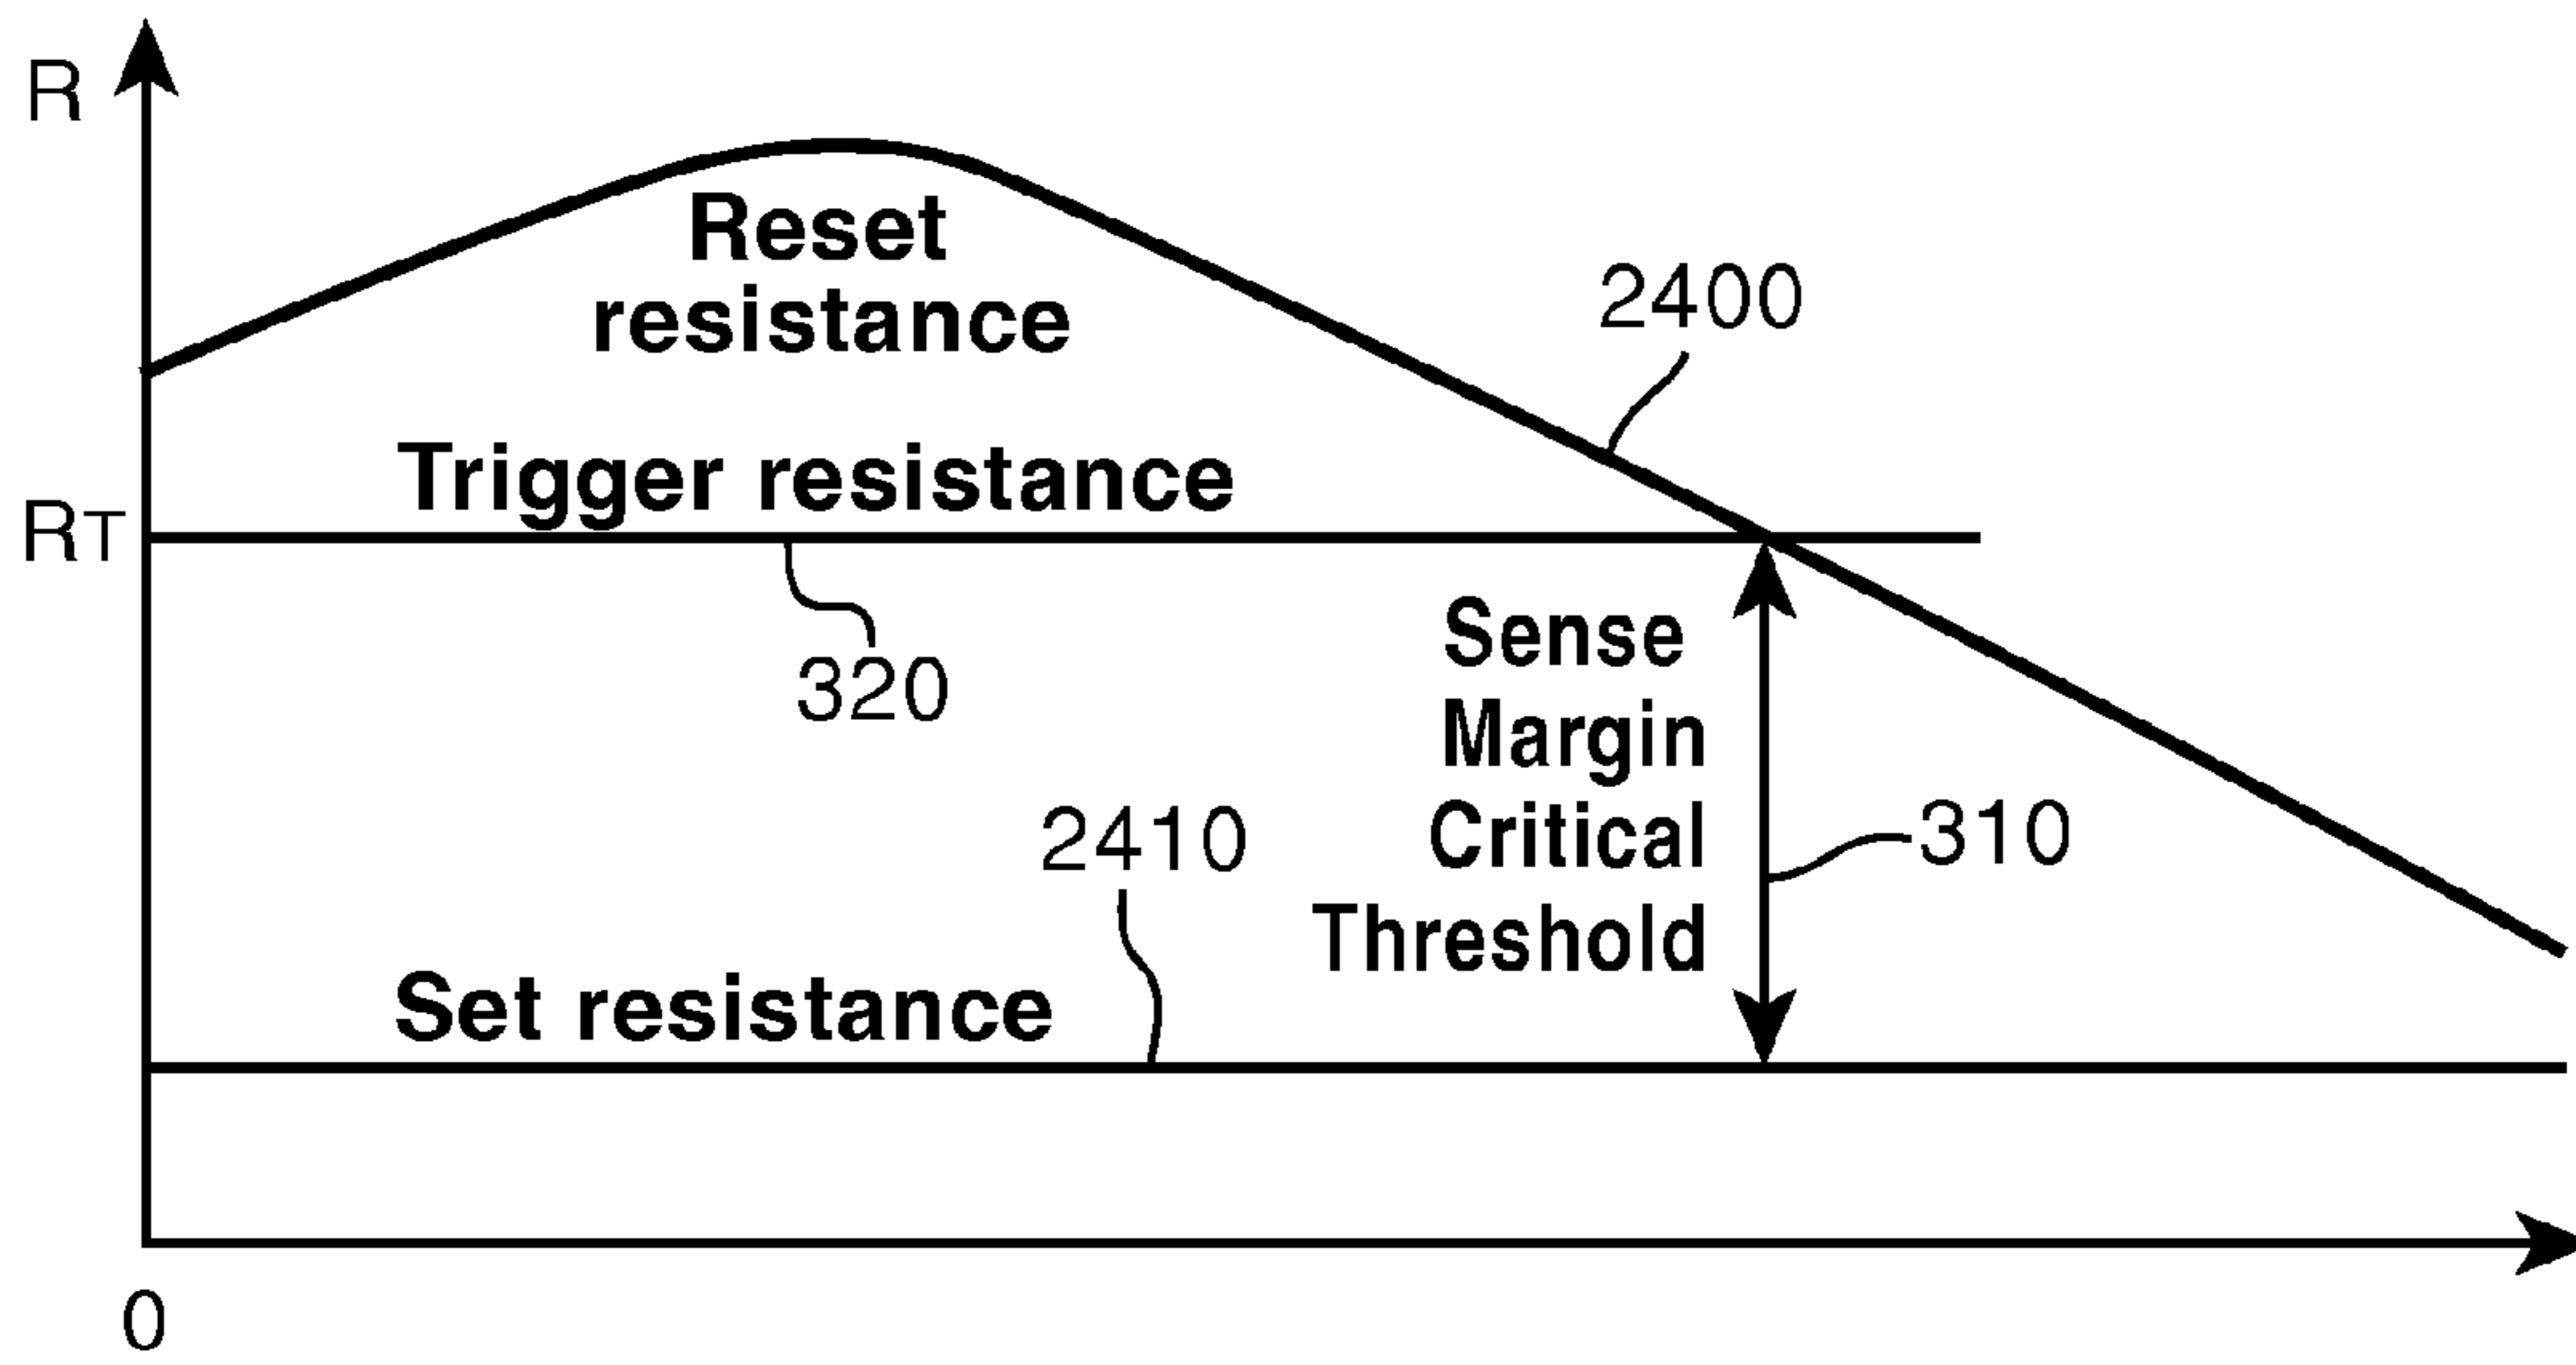 R
Reset
resistance
2400
Trigger resistance
RT
320
Sense
Margin
Critical
Threshold
310
2410
Set resistance
0